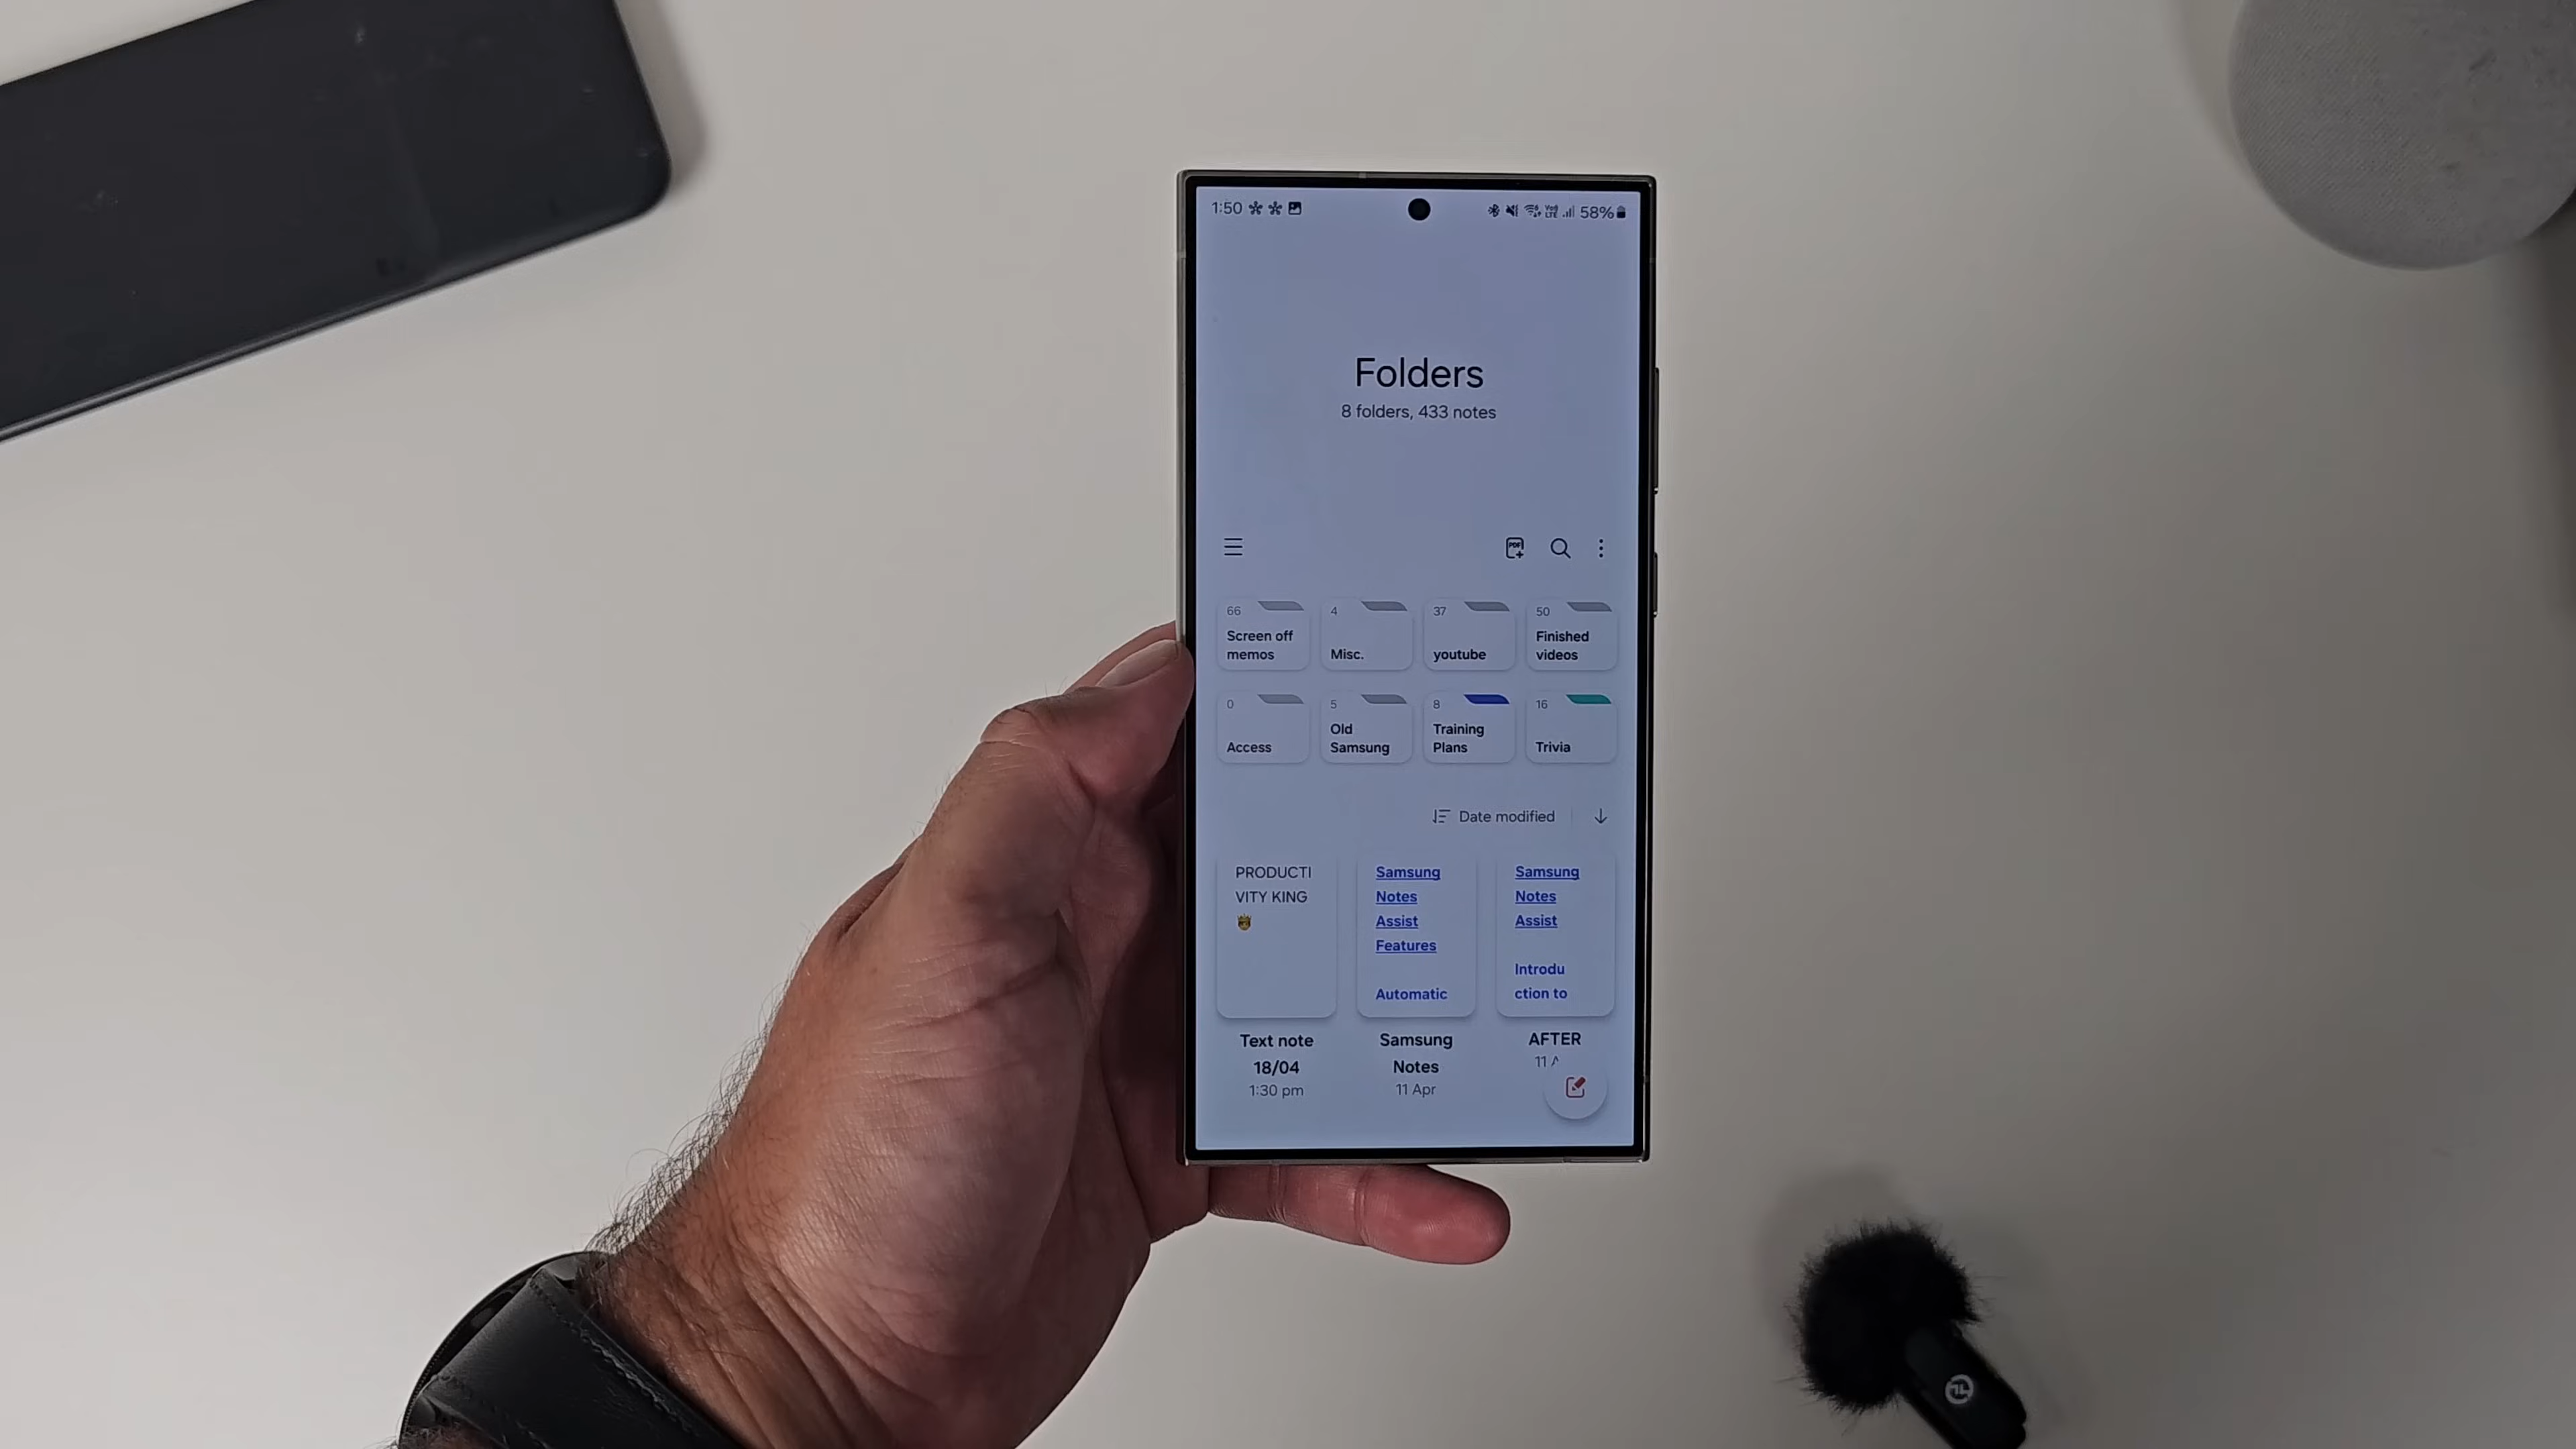 1:50 58%
Folders
8 folders, 433 notes
PDF
66 4 37 50
Screen off
memos
Misc.
youtube
Finished
videos
0 5 8 16
Access
Old
Samsung
Training
Plans
Trivia
Date modified
PRODUCTI
VITY KING
Text note
18/04
1:30 pm
Samsung
Notes
Assist
Features
Automatic
Samsung
Notes
11 Apr
Samsung
Notes
Assist
Introdu
ction to
AFTER
11 A